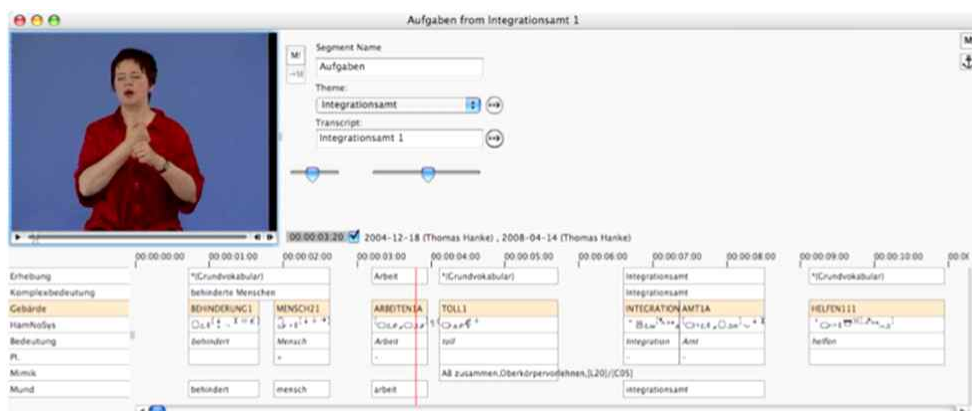 Aufgaben from Integrationsamt 1
M!
→M
Segment Name
Aufgaben
Theme:
Integrationsamt
Transcript:
Integrationsamt 1
M
00:00:03:20 2004-12-18 (Thomas Hanke) , 2008-04-14 (Thomas Hanke)
00:00:00:00 00:00:01:00 00:00:02:00 00:00:03:00 00:00:04:00 00:00:05:00 00:00:06:00 00:00:07:00 00:00:08:00 00:00:09:00 00:00:10:00
Erhebung *(Grundvokabular) Arbeit *(Grundvokabular) Integrationsamt *(Grundvokabular)
Komplexbedeutung behinderte Menschen Integrationsamt
Gebärde BEHINDERUNG1 MENSCH21 ARBEITEN1A TOLL1 INTEGRATION AMT1A HELFEN111
HamNoSys
Bedeutung behindert Mensch Arbeit toll Integration Amt helfen
Pl.
Mimik AB zusammen,Oberkörpervordehnen,[L20]/[C05]
Mund behindert mensch arbeit integrationsamt